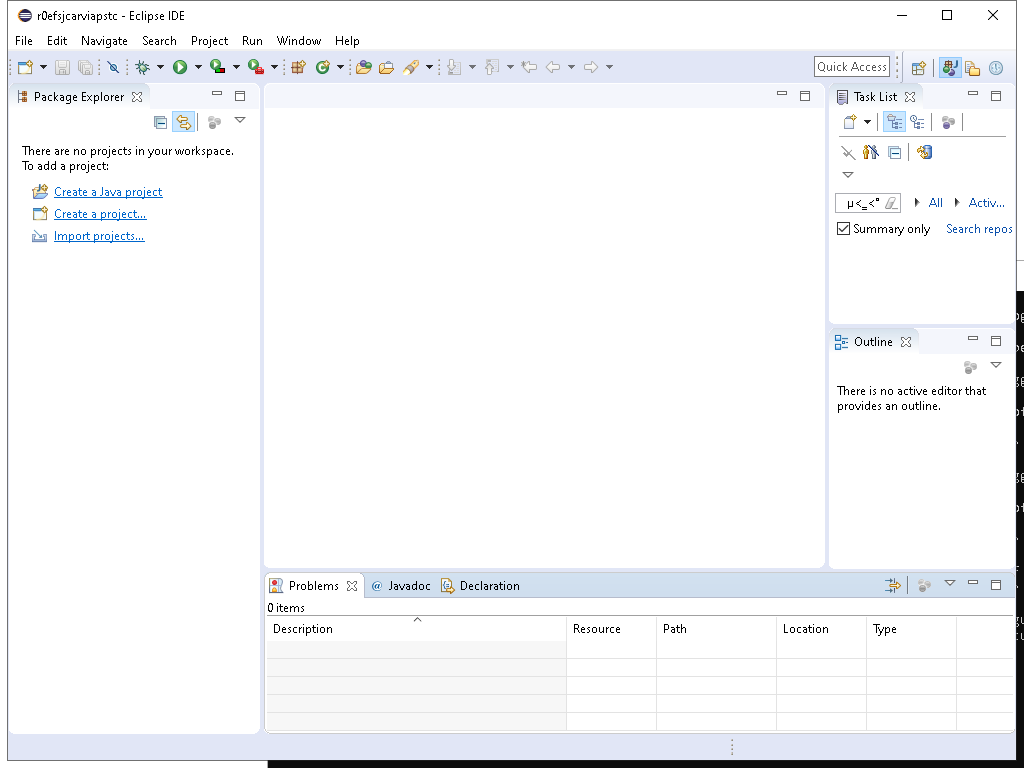 r0efsjcarviapstc - Eclipse IDE
File Edit Navigate Search Project Run Window Help
Quick Access
Package Explorer
There are no projects in your workspace.
To add a project:
Create a Java project
Create a project...
Import projects...
Task List
All Activ...
Summary only Search repos
Outline
There is no active editor that
provides an outline.
Problems @ Javadoc Declaration
0 items
Description Resource Path Location Type